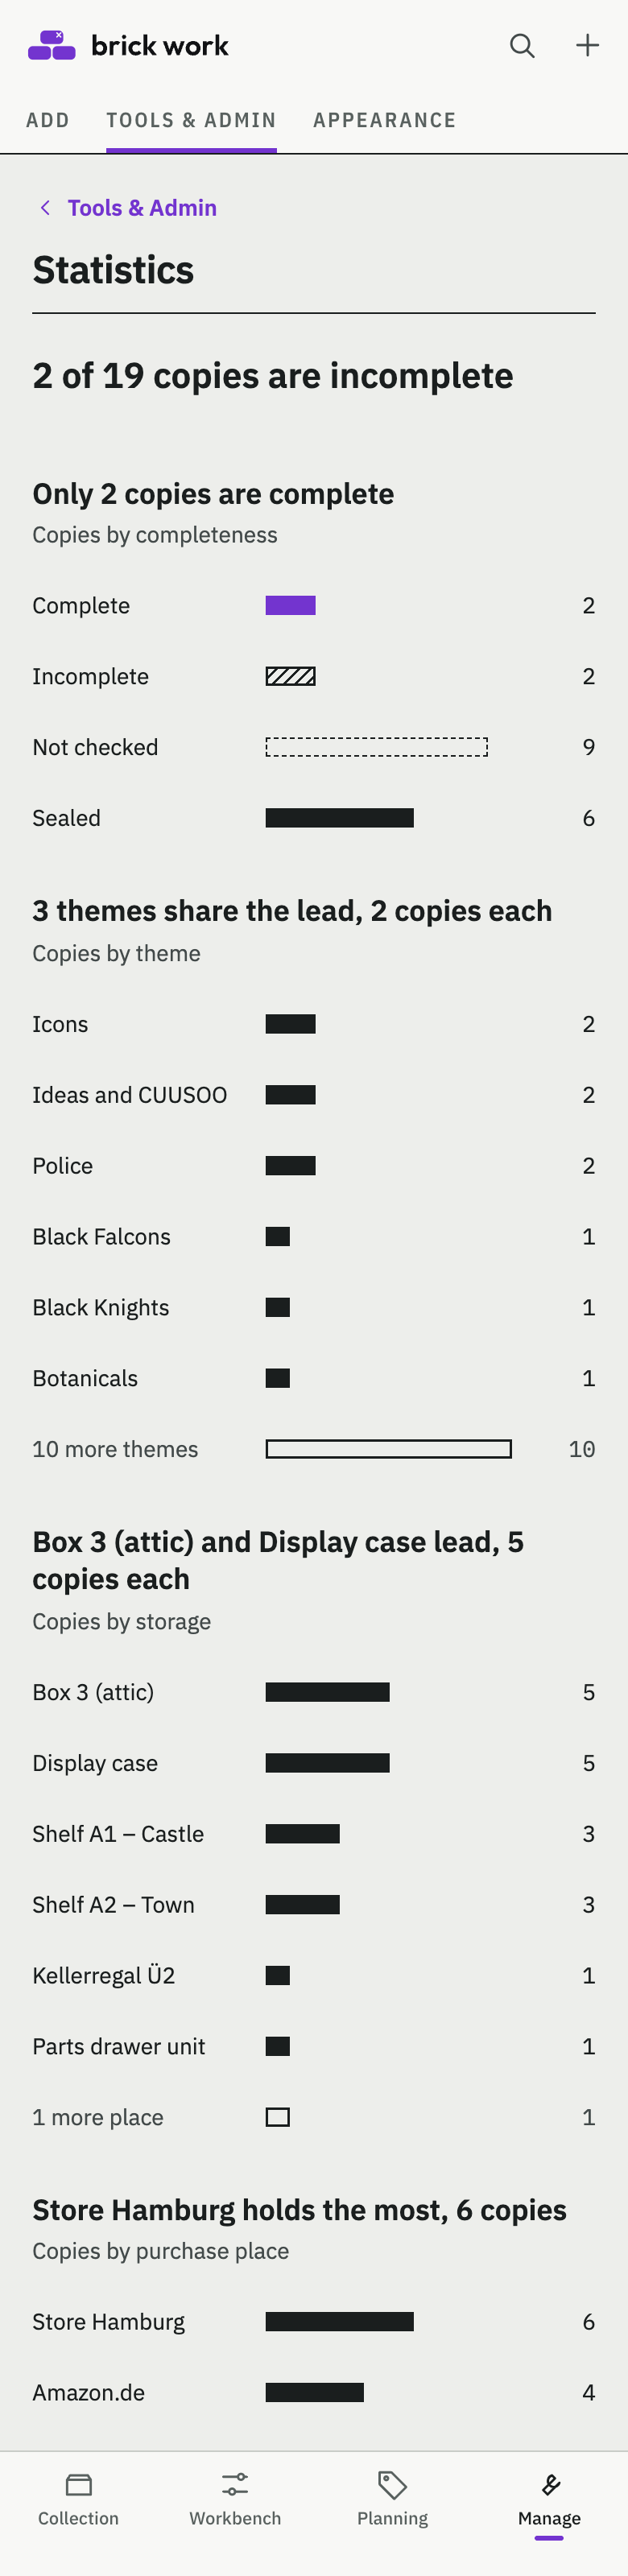 brick work
ADD TOOLS & ADMIN APPEARANCE
Tools & Admin
Statistics
2 of 19 copies are incomplete
Only 2 copies are complete
Copies by completeness
Complete 2
Incomplete 2
Not checked 9
Sealed 6
3 themes share the lead, 2 copies each
Copies by theme
Icons 2
Ideas and CUUSOO 2
Police 2
Black Falcons 1
Black Knights 1
Botanicals 1
10 more themes 10
Box 3 (attic) and Display case lead, 5
copies each
Copies by storage
Box 3 (attic) 5
Display case 5
Shelf A1 – Castle 3
Shelf A2 – Town 3
Kellerregal Ü2 1
Parts drawer unit 1
1 more place 1
Store Hamburg holds the most, 6 copies
Copies by purchase place
Store Hamburg 6
Amazon.de 4
Collection Workbench Planning Manage